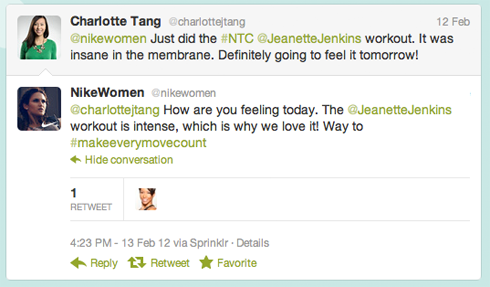 Charlotte Tang @charlottejtang 12 Feb
@nikewomen Just did the #NTC @JeanetteJenkins workout. It was
insane in the membrane. Definitely going to feel it tomorrow!
NikeWomen @nikewomen
@charlottejtang How are you feeling today. The @JeanetteJenkins
workout is intense, which is why we love it! Way to
#makeeverymovecount
Hide conversation
1
RETWEET
4:23 PM - 13 Feb 12 via Sprinklr · Details
Reply Retweet Favorite